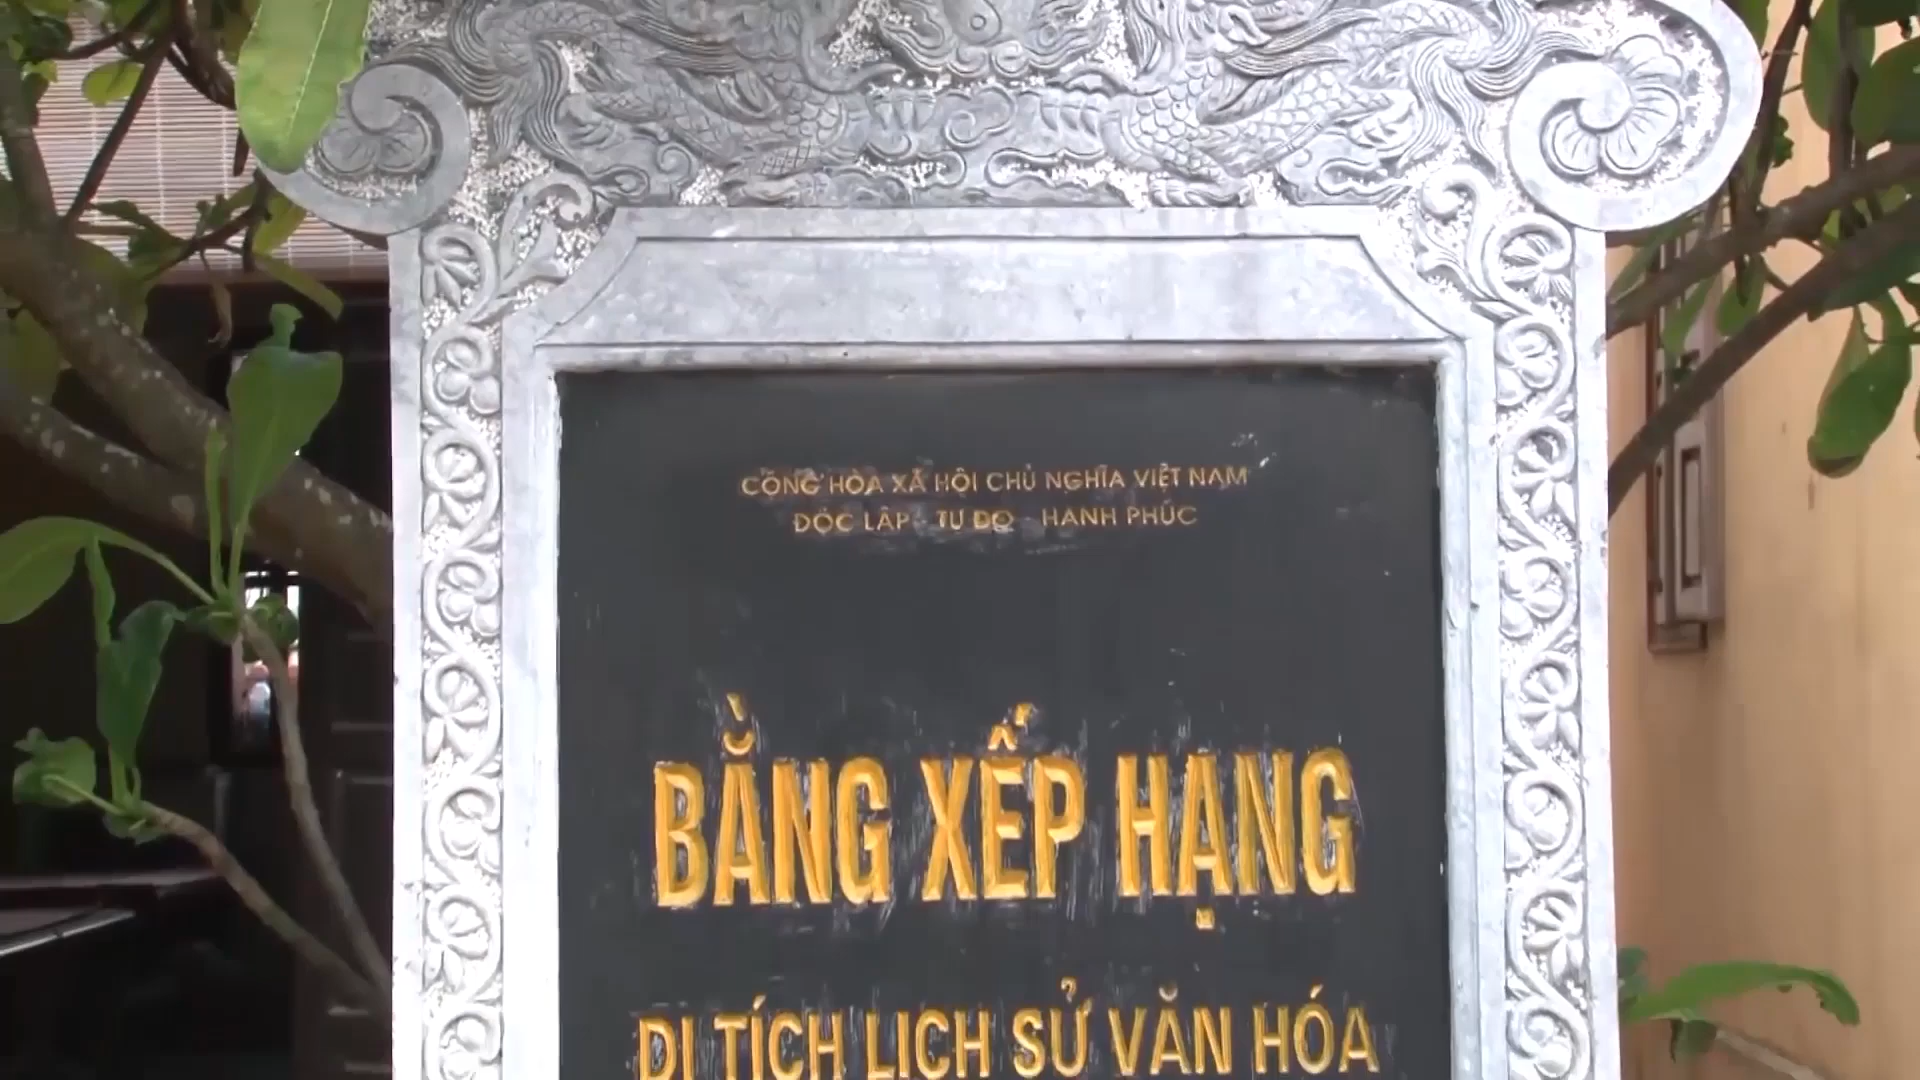 CỘNG HÒA XÃ HỘI CHỦ NGHĨA VIỆT NAM
ĐỘC LẬP - TỰ DO - HẠNH PHÚC
BẰNG XẾP HẠNG
DI TÍCH LỊCH SỬ VĂN HÓA